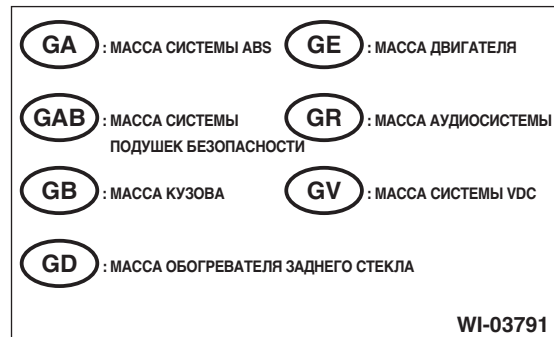 GA : МАССА СИСТЕМЫ ABS
GE : МАССА ДВИГАТЕЛЯ
GAB : МАССА СИСТЕМЫ
ПОДУШЕК БЕЗОПАСНОСТИ
GR : МАССА АУДИОСИСТЕМЫ
GB : МАССА КУЗОВА
GV : МАССА СИСТЕМЫ VDC
GD : МАССА ОБОГРЕВАТЕЛЯ ЗАДНЕГО СТЕКЛА
WI-03791